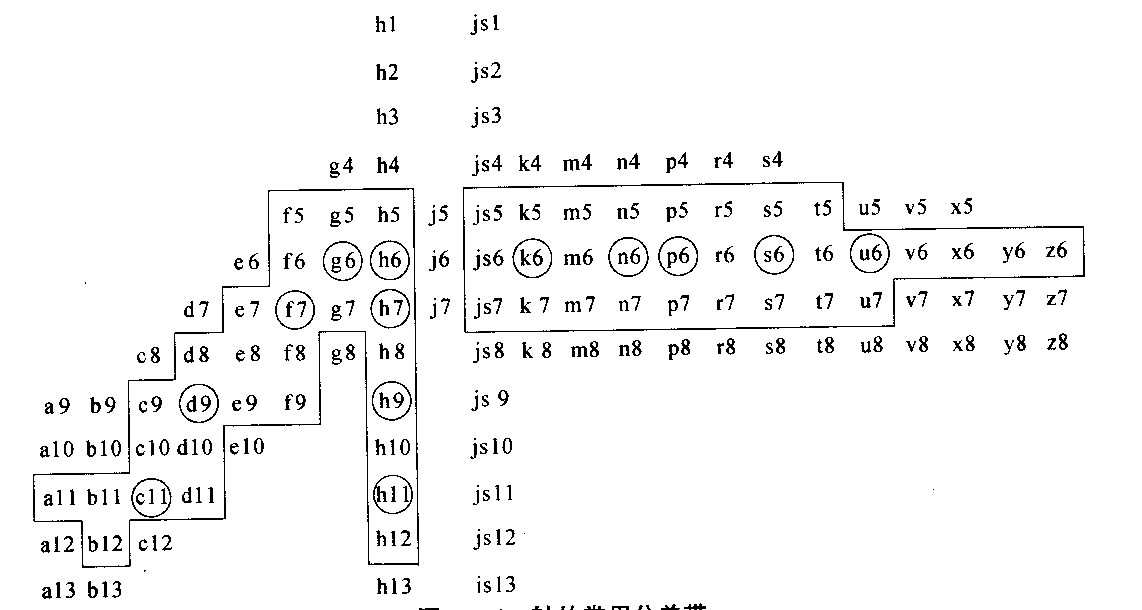 h1 js1
h2 js2
h3 js3
g4 h4 js4 k4 m4 n4 p4 r4 s4
f5 g5 h5 j5 js5 k5 m5 n5 p5 r5 s5 t5 u5 v5 x5
e6 f6 g6 h6 j6 js6 k6 m6 n6 p6 r6 s6 t6 u6 v6 x6 y6 z6
d7 e7 f7 g7 h7 j7 js7 k 7 m7 n7 p7 r7 s7 t7 u7 v7 x7 y7 z7
c8 d8 e8 f8 g8 h8 js8 k 8 m8 n8 p8 r8 s8 t8 u8 v8 x8 y8 z8
a9 b9 c9 d9 e9 f9 h9 js 9
a10 b10 c10 d10 e10 h10 js10
a11 b11 c11 d11 h11 js11
a12 b12 c12 h12 js12
a13 b13 h13 is13